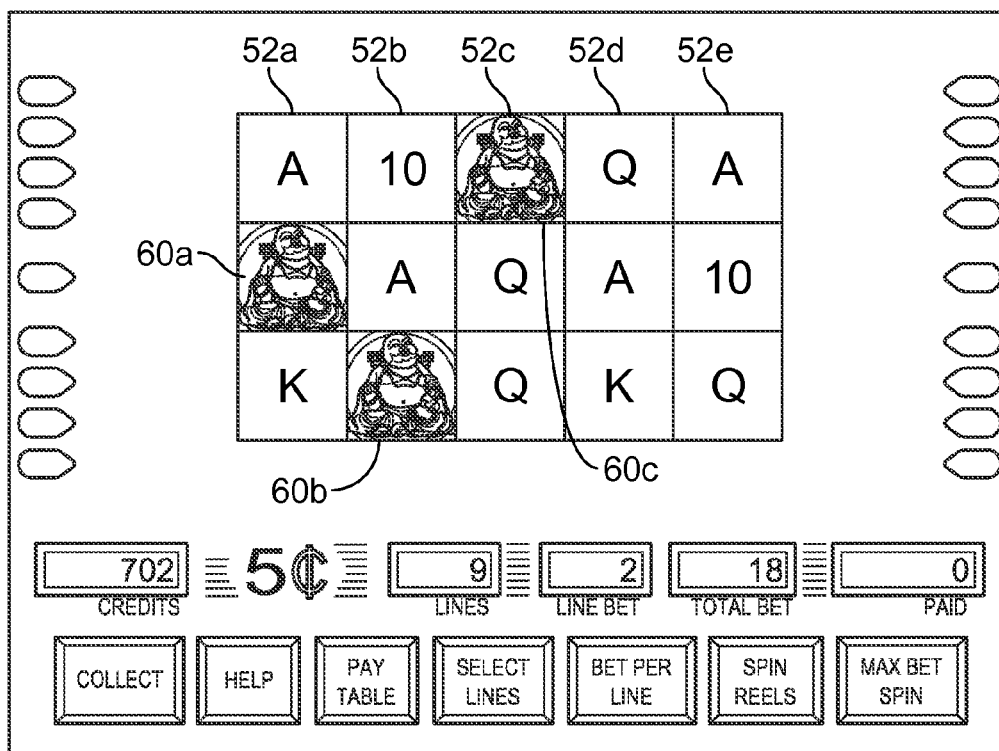 52a 52b 52c 52d 52e
A 10 Q A
60a
A Q A 10
K Q K Q
60b 60c
702 5¢ 9 2 18 0
CREDITS LINES LINE BET TOTAL BET PAID
COLLECT HELP PAY TABLE SELECT LINES BET PER LINE SPIN REELS MAX BET SPIN